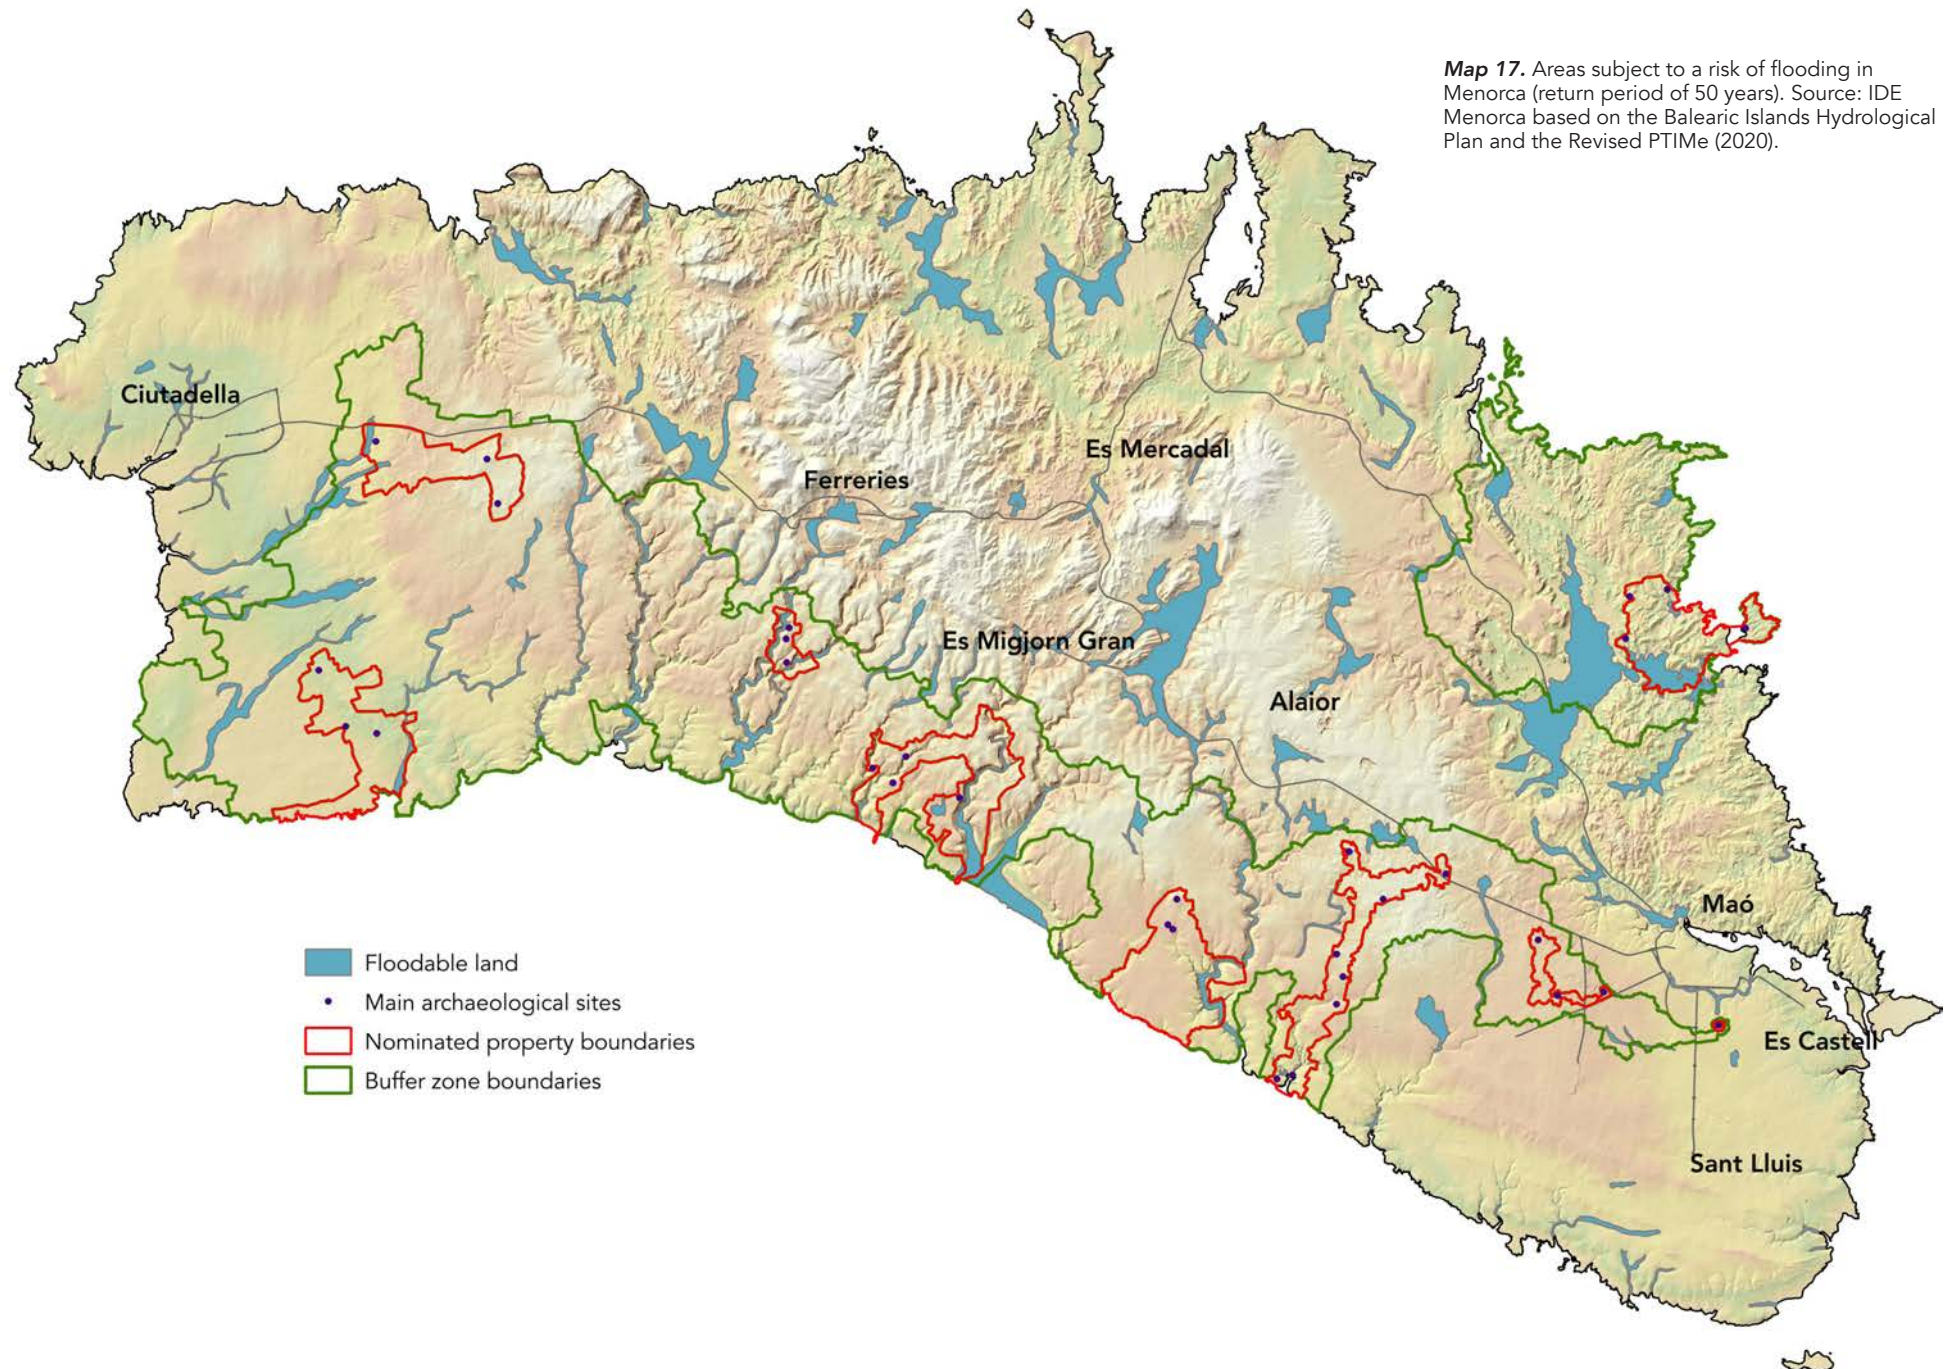 Map 17. Areas subject to a risk of flooding in
Menorca (return period of 50 years). Source: IDE
Menorca based on the Balearic Islands Hydrological
Plan and the Revised PTIMe (2020).
Ciutadella
Es Mercadal
Ferreries
Es Migjorn Gran
Alaior
Maó
Es Castell
Sant Lluis
Floodable land
Main archaeological sites
Nominated property boundaries
Buffer zone boundaries